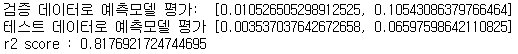 검증 데이터로 예측모델 평가:  [0.010526505298912525, 0.10543086379766464]
테스트 데이터로 예측모델 평가 [0.003537037642672658, 0.06597598642110825]
r2 score : 0.8176921724744695